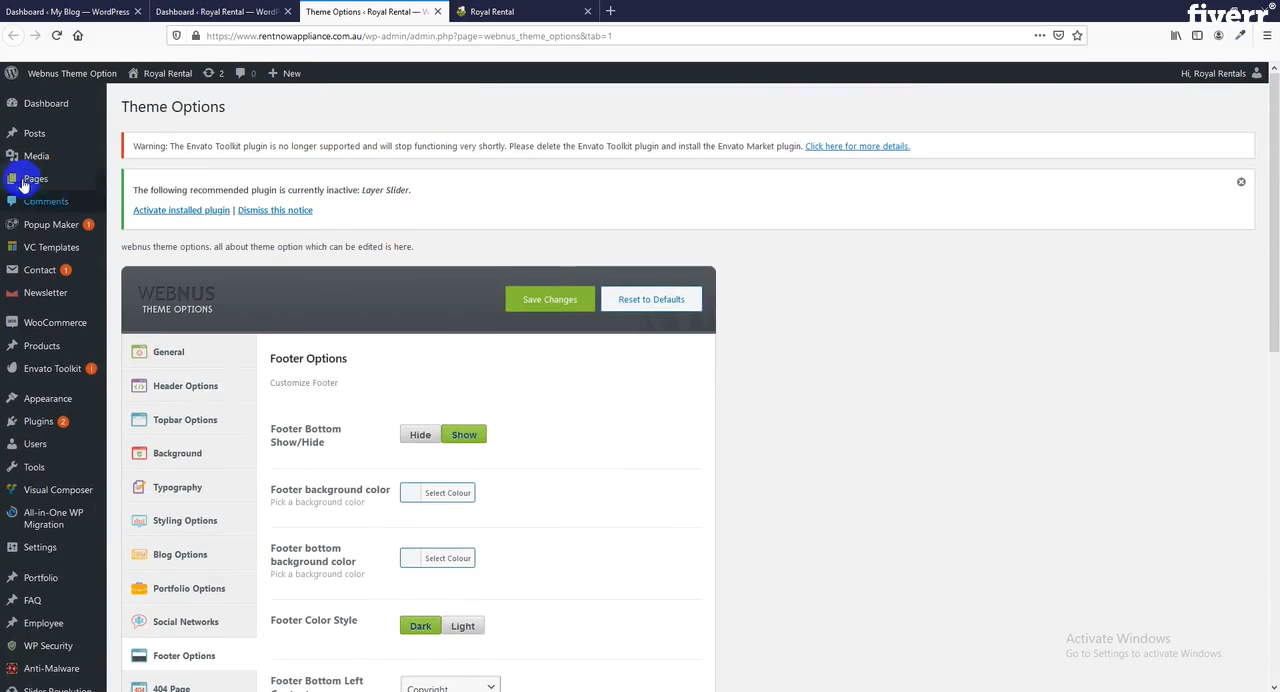 Dashboard ‹ My Blog — WordPress
Dashboard ‹ Royal Rental — WordP
Theme Options ‹ Royal Rental — W
Royal Rental
fiverr®
https://www.rentnowappliance.com.au/wp-admin/admin.php?page=webnus_theme_options&tab=1
Webnus Theme Option
Royal Rental
2
0
New
Hi, Royal Rentals
Dashboard
Posts
Media
Pages
Comments
Popup Maker 1
VC Templates
Contact 1
Newsletter
WooCommerce
Products
Envato Toolkit !
Appearance
Plugins 2
Users
Tools
Visual Composer
All-in-One WP
Migration
Settings
Portfolio
FAQ
Employee
WP Security
Anti-Malware
Slider Revolution
Theme Options
Warning: The Envato Toolkit plugin is no longer supported and will stop functioning very shortly. Please delete the Envato Toolkit plugin and install the Envato Market plugin. Click here for more details.
The following recommended plugin is currently inactive: Layer Slider.
Activate installed plugin | Dismiss this notice
webnus theme options. all about theme option which can be edited is here.
WEBNUS
THEME OPTIONS
Save Changes
Reset to Defaults
General
Header Options
Topbar Options
Background
Typography
Styling Options
Blog Options
Portfolio Options
Social Networks
Footer Options
404 Page
Footer Options
Customize Footer
Footer Bottom
Show/Hide
Hide
Show
Footer background color
Pick a background color
Select Colour
Footer bottom
background color
Pick a background color
Select Colour
Footer Color Style
Dark
Light
Footer Bottom Left
Copyright
Activate Windows
Go to Settings to activate Windows.